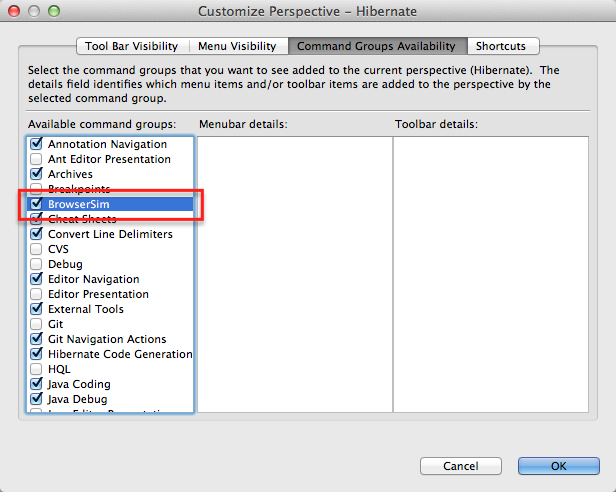 Customize Perspective – Hibernate
Tool Bar Visibility Menu Visibility Command Groups Availability Shortcuts
Select the command groups that you want to see added to the current perspective (Hibernate). The
details field identifies which menu items and/or toolbar items are added to the perspective by the
selected command group.
Available command groups: Menubar details: Toolbar details:
Annotation Navigation
Ant Editor Presentation
Archives
Breakpoints
BrowserSim
Cheat Sheets
Convert Line Delimiters
CVS
Debug
Editor Navigation
Editor Presentation
External Tools
Git
Git Navigation Actions
Hibernate Code Generation
HQL
Java Coding
Java Debug
Java Editor Presentation
Cancel OK